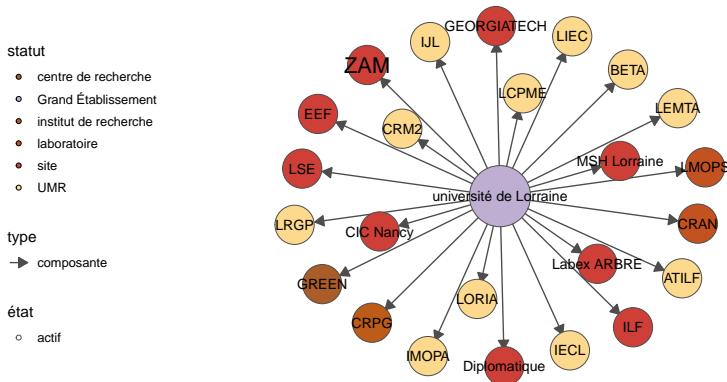 statut
centre de recherche
Grand Établissement
institut de recherche
laboratoire
site
UMR
type
composante
état
actif
GEORGIATECH
LIEC
IJL
ZAM
BETA
LCPME
LEMTA
EEF
CRM2
MSH Lorraine
LMOPS
LSE
université de Lorraine
LRGP
CIC Nancy
CRAN
Labex ARBRE
ATILF
GREEN
LORIA
CRPG
ILF
IMOPA
IECL
Diplomatique